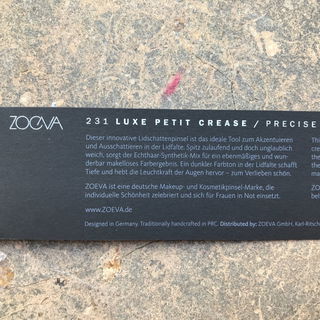 ZOEVA
231 LUXE PETIT CREASE / PRECISE
Dieser innovative Lidschattenpinsel ist das ideale Tool zum Akzentuieren
und Ausschattieren in der Lidfalte. Spitz zulaufend und doch unglaublich
weich, sorgt der Echthaar-Synthetik-Mix für ein ebenmäßiges und wun-
derbar makelloses Farbergebnis. Ein dunkler Farbton in der Lidfalte schafft
Tiefe und hebt die Leuchtkraft der Augen hervor – zum Verlieben schön.
ZOEVA ist eine deutsche Makeup- und Kosmetikpinsel-Marke, die
individuelle Schönheit zelebriert und sich für Frauen in Not einsetzt.
www.ZOEVA.de
Designed in Germany. Traditionally handcrafted in PRC. Distributed by: ZOEVA GmbH, Karl-Ritsch